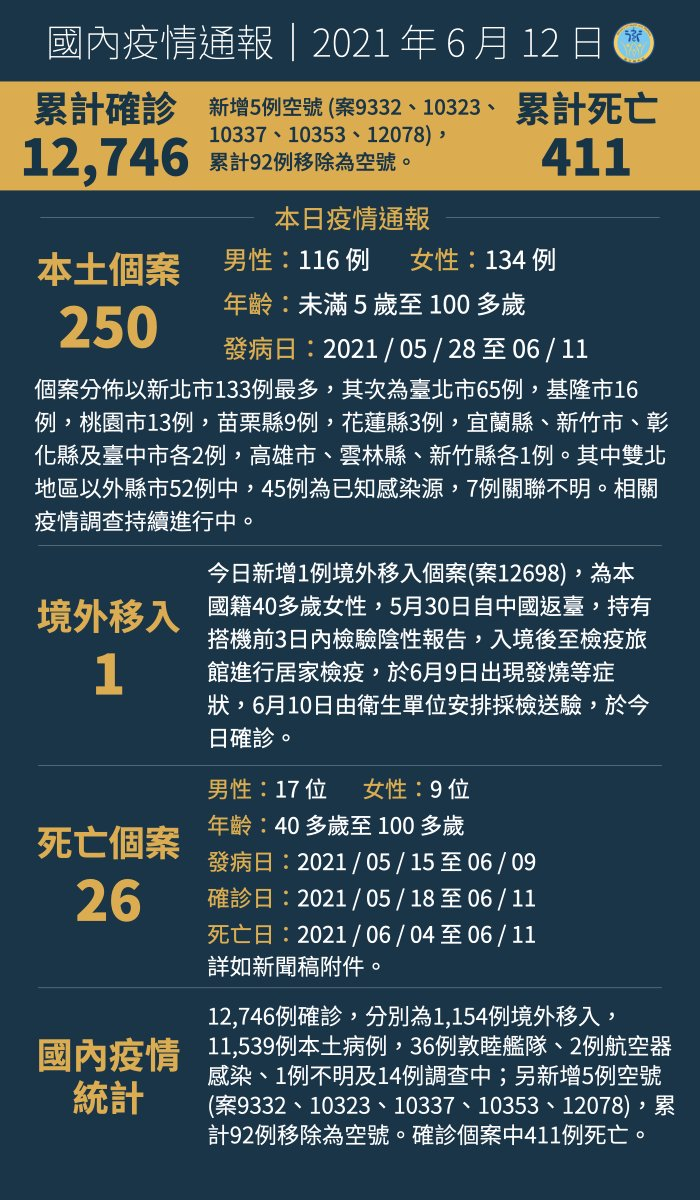 國內疫情通報｜2021 年 6 月 12 日
累計確診
12,746
新增5例空號 (案9332、10323、
10337、10353、12078)，
累計92例移除為空號。
累計死亡
411
本日疫情通報
本土個案
250
男性：116 例 女性：134 例
年齡：未滿 5 歲至 100 多歲
發病日：2021 / 05 / 28 至 06 / 11
個案分佈以新北市133例最多，其次為臺北市65例，基隆市16
例，桃園市13例，苗栗縣9例，花蓮縣3例，宜蘭縣、新竹市、彰
化縣及臺中市各2例，高雄市、雲林縣、新竹縣各1例。其中雙北
地區以外縣市52例中，45例為已知感染源，7例關聯不明。相關
疫情調查持續進行中。
境外移入
1
今日新增1例境外移入個案(案12698)，為本
國籍40多歲女性，5月30日自中國返臺，持有
搭機前3日內檢驗陰性報告，入境後至檢疫旅
館進行居家檢疫，於6月9日出現發燒等症
狀，6月10日由衛生單位安排採檢送驗，於今
日確診。
死亡個案
26
男性：17 位 女性：9 位
年齡：40 多歲至 100 多歲
發病日：2021 / 05 / 15 至 06 / 09
確診日：2021 / 05 / 18 至 06 / 11
死亡日：2021 / 06 / 04 至 06 / 11
詳如新聞稿附件。
國內疫情
統計
12,746例確診，分別為1,154例境外移入，
11,539例本土病例，36例敦睦艦隊、2例航空器
感染、1例不明及14例調查中；另新增5例空號
(案9332、10323、10337、10353、12078)，累
計92例移除為空號。確診個案中411例死亡。